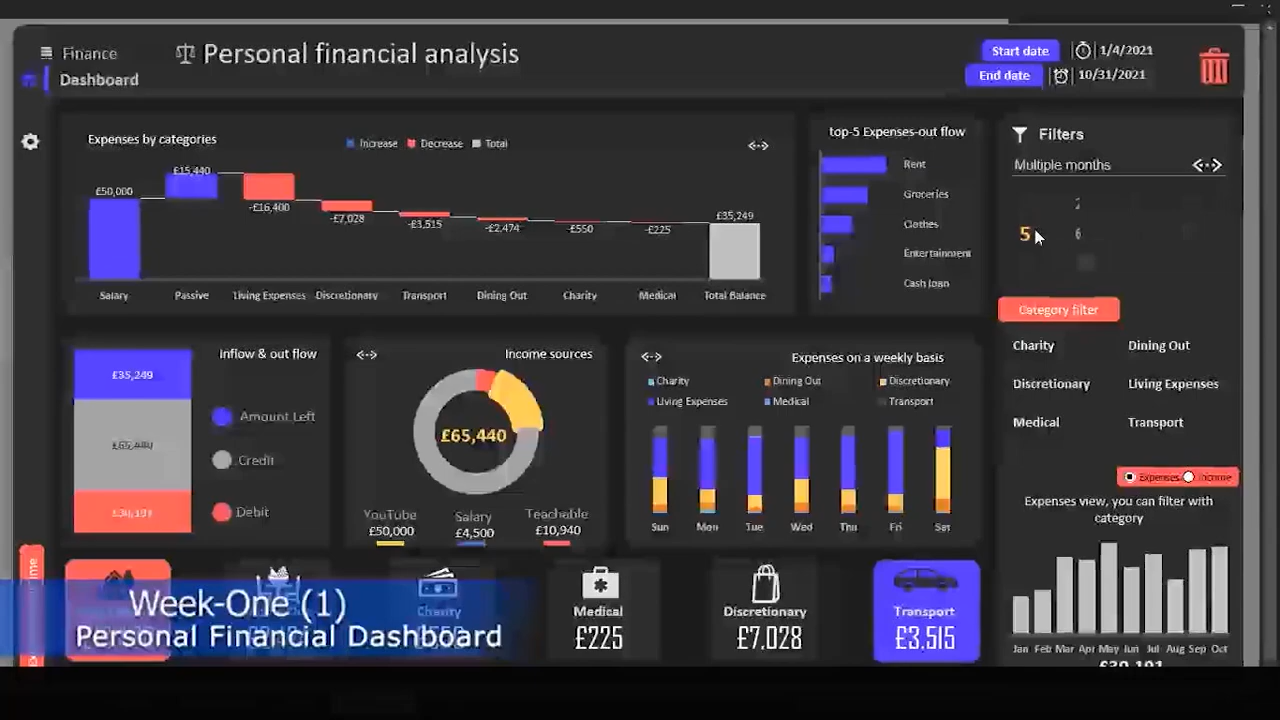 Finance
Personal financial analysis
Dashboard
Start date
1/4/2021
End date
10/31/2021
Expenses by categories
Increase
Decrease
Total
£50,000
£15,440
-£16,400
-£7,028
-£3,515
-£2,474
-£550
-£225
£35,249
Salary
Passive
Living Expenses
Discretionary
Transport
Dining Out
Charity
Medical
Total Balance
top-5 Expenses-out flow
Rent
Groceries
Clothes
Entertainment
Cash loan
Filters
Multiple months
2
5
6
Category filter
Charity
Dining Out
Discretionary
Living Expenses
Medical
Transport
Expenses
Income
Expenses view, you can filter with
category
Jan Feb Mar Apr May Jun Jul Aug Sep Oct
£30,191
Inflow & out flow
£35,249
£65,440
£30,191
Amount Left
Credit
Debit
Income sources
£65,440
YouTube
£50,000
Salary
£4,500
Teachable
£10,940
Expenses on a weekly basis
Charity
Dining Out
Discretionary
Living Expenses
Medical
Transport
Sun Mon Tue Wed Thu Fri Sat
Charity
Medical
£225
Discretionary
£7,028
Transport
£3,515
Week-One (1)
Personal Financial Dashboard